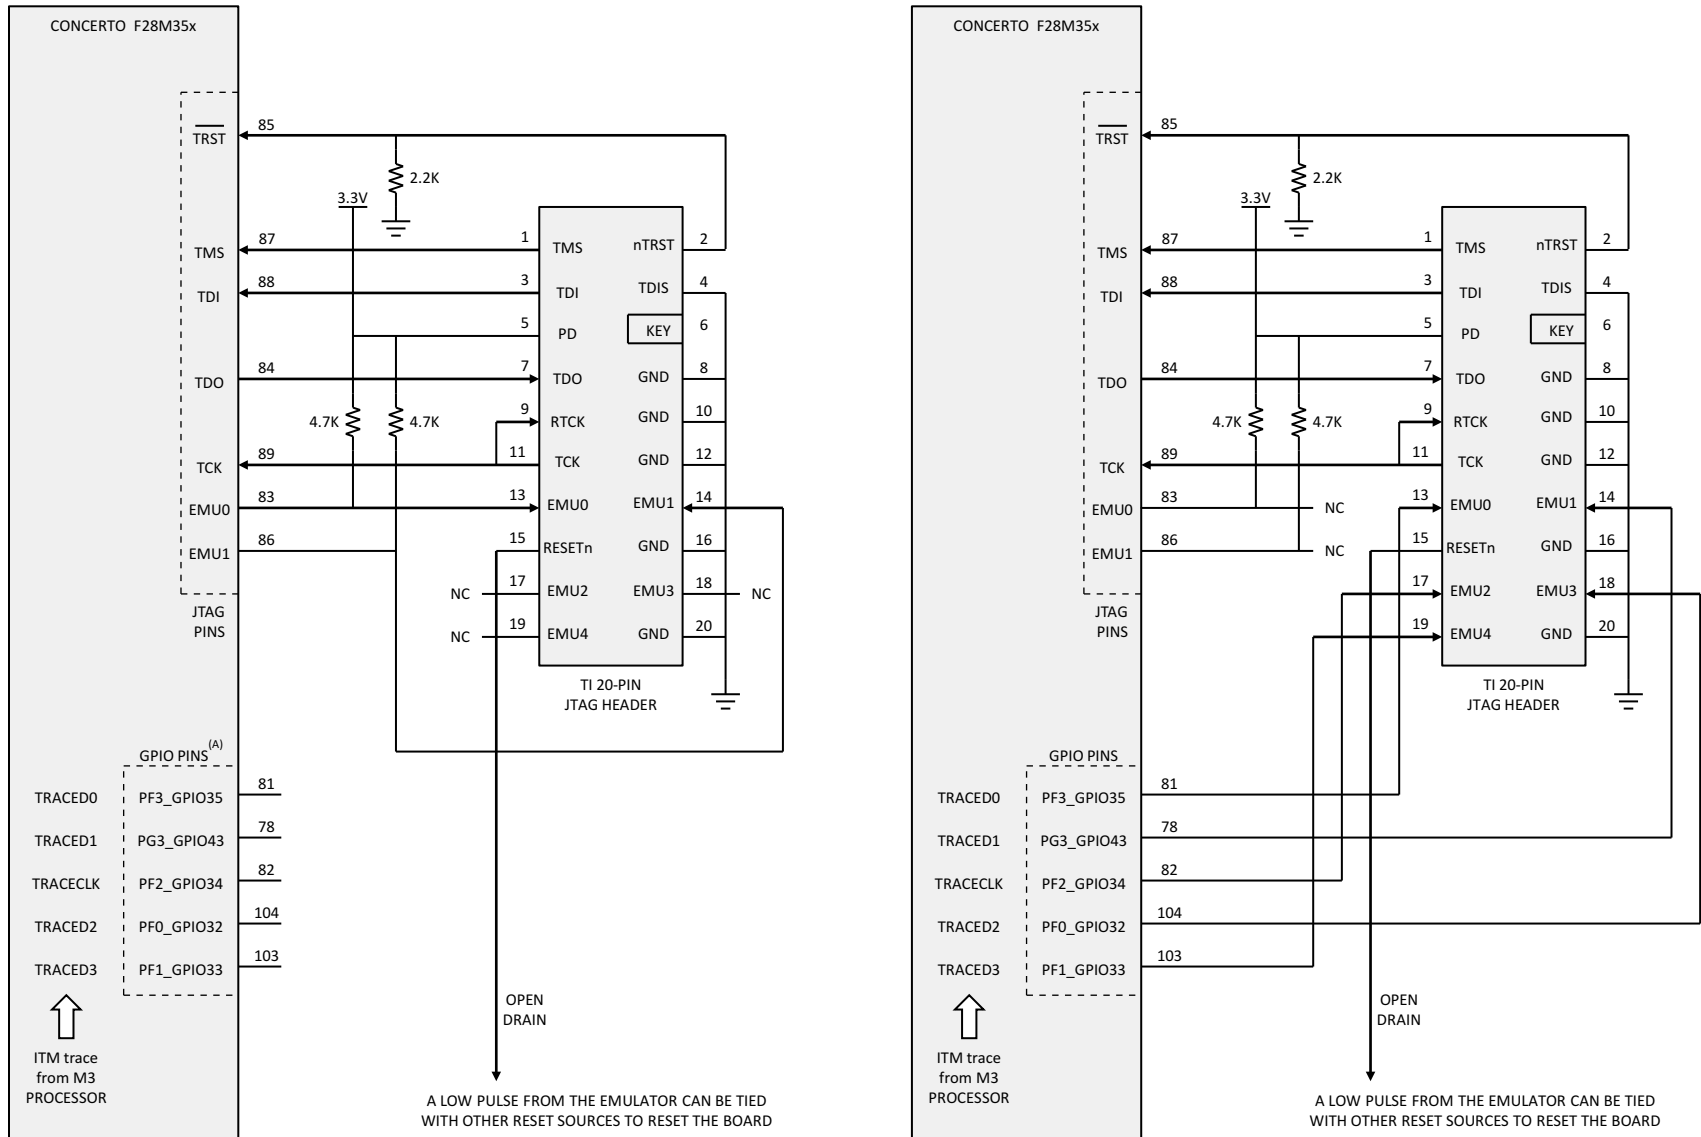 CONCERTO F28M35x
85
TRST
2.2K
3.3V
87
1
TMS
nTRST
2
TMS
88
3
TDI
TDIS
4
TDI
5
PD
KEY
6
84
7
TDO
GND
8
TDO
4.7K
4.7K
9
RTCK
GND
10
89
11
TCK
GND
12
TCK
83
13
EMU0
EMU1
14
EMU0
86
15
RESETn
GND
16
EMU1
NC
17
EMU2
EMU3
18
NC
JTAG
PINS
NC
19
EMU4
GND
20
TI 20-PIN
JTAG HEADER
GPIO PINS(A)
TRACED0
PF3_GPIO35
81
TRACED1
PG3_GPIO43
78
TRACECLK
PF2_GPIO34
82
TRACED2
PF0_GPIO32
104
TRACED3
PF1_GPIO33
103
OPEN
DRAIN
ITM trace
from M3
PROCESSOR
A LOW PULSE FROM THE EMULATOR CAN BE TIED
WITH OTHER RESET SOURCES TO RESET THE BOARD
CONCERTO F28M35x
85
TRST
2.2K
3.3V
87
1
TMS
nTRST
2
TMS
88
3
TDI
TDIS
4
TDI
5
PD
KEY
6
84
7
TDO
GND
8
TDO
4.7K
4.7K
9
RTCK
GND
10
89
11
TCK
GND
12
TCK
83
NC
13
EMU0
EMU1
14
EMU0
86
NC
15
RESETn
GND
16
EMU1
17
EMU2
EMU3
18
JTAG
PINS
19
EMU4
GND
20
TI 20-PIN
JTAG HEADER
GPIO PINS
TRACED0
PF3_GPIO35
81
TRACED1
PG3_GPIO43
78
TRACECLK
PF2_GPIO34
82
TRACED2
PF0_GPIO32
104
TRACED3
PF1_GPIO33
103
OPEN
DRAIN
ITM trace
from M3
PROCESSOR
A LOW PULSE FROM THE EMULATOR CAN BE TIED
WITH OTHER RESET SOURCES TO RESET THE BOARD